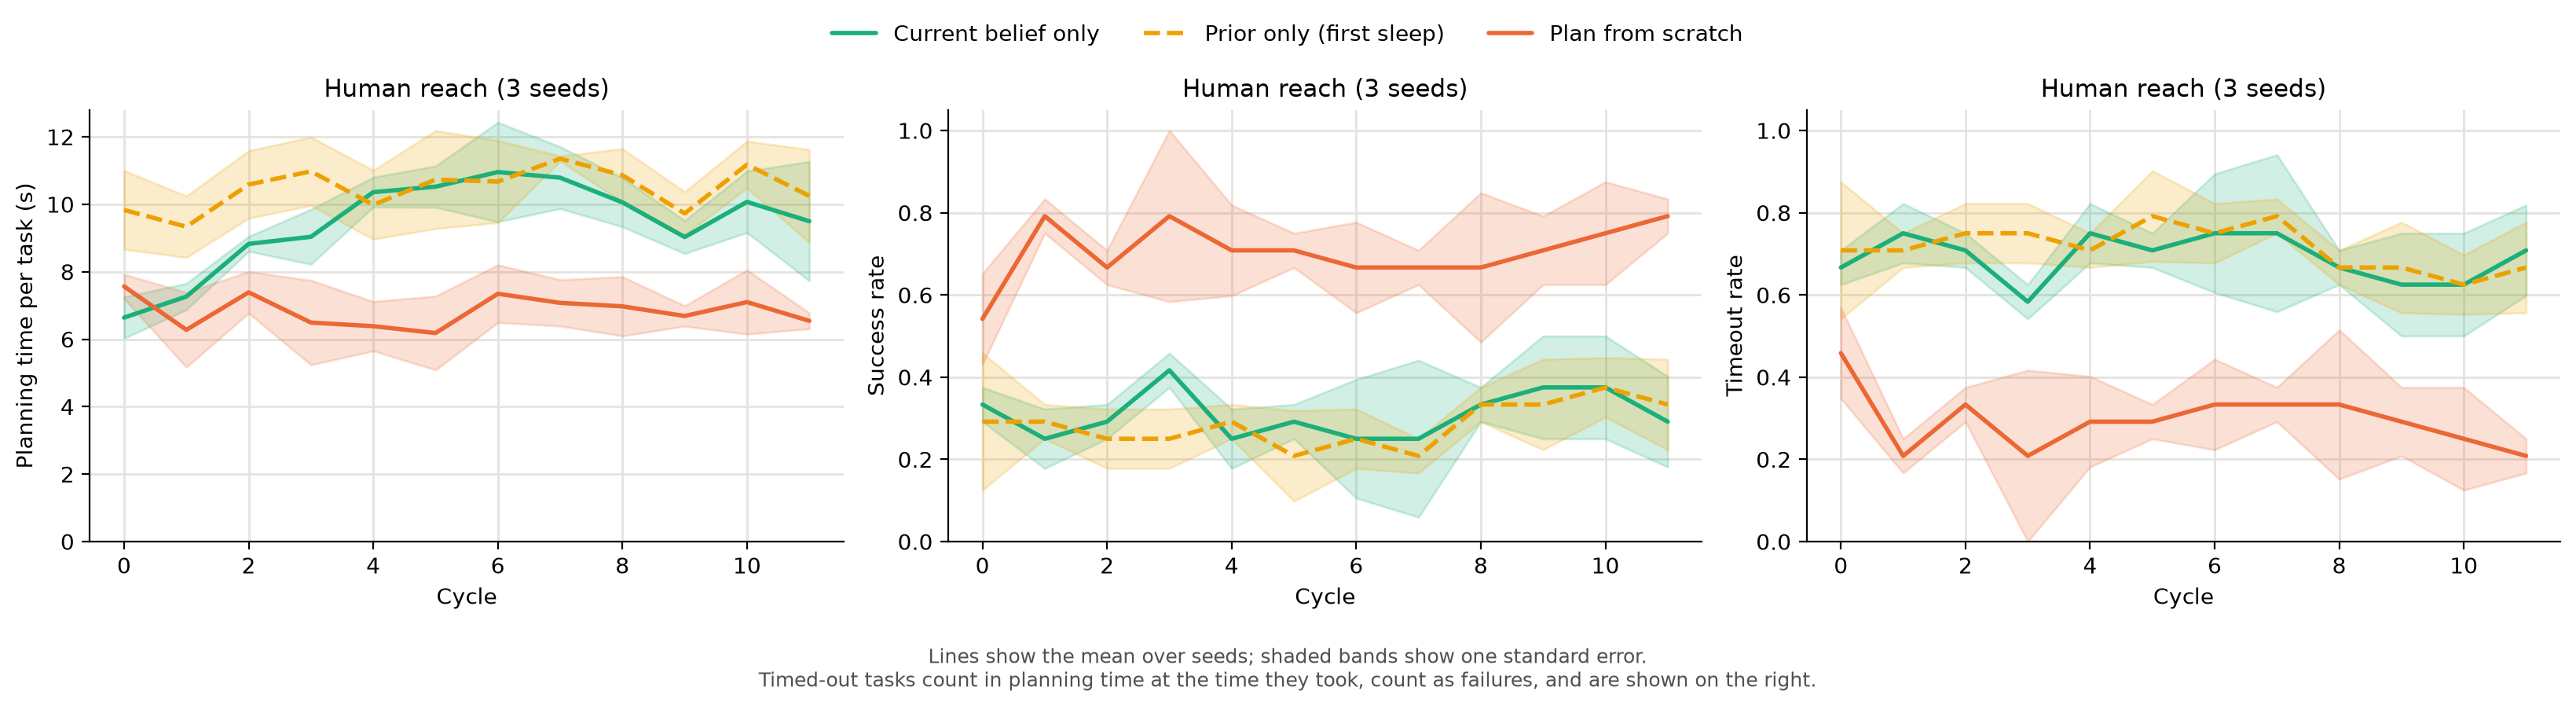 Current belief only
Prior only (first sleep)
Plan from scratch
Human reach (3 seeds)
Planning time per task (s)
12
10
8
6
4
2
0
0 2 4 6 8 10
Cycle
Human reach (3 seeds)
Success rate
1.0
0.8
0.6
0.4
0.2
0.0
0 2 4 6 8 10
Cycle
Human reach (3 seeds)
Timeout rate
1.0
0.8
0.6
0.4
0.2
0.0
0 2 4 6 8 10
Cycle
Lines show the mean over seeds; shaded bands show one standard error.
Timed-out tasks count in planning time at the time they took, count as failures, and are shown on the right.